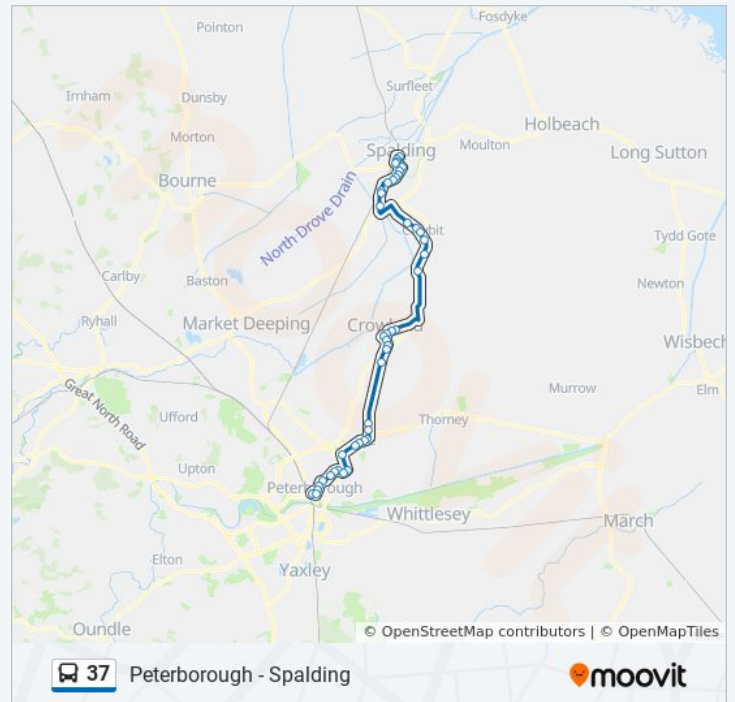 Fosdyke
Pointon
Surfleet
Irnham
Dunsby
Holbeach
Morton
Spalding
Moulton
Long Sutton
Bourne
North Drove Drain
Tydd Gote
Carlby
Baston
Newton
Ryhall
Market Deeping
Wisbech
Great North Road
Murrow
Elm
Ufford
Thorney
Upton
Peterborough
Whittlesey
March
Elton
Yaxley
Oundle
© OpenStreetMap contributors | © OpenMapTiles
37 Peterborough - Spalding
moovit